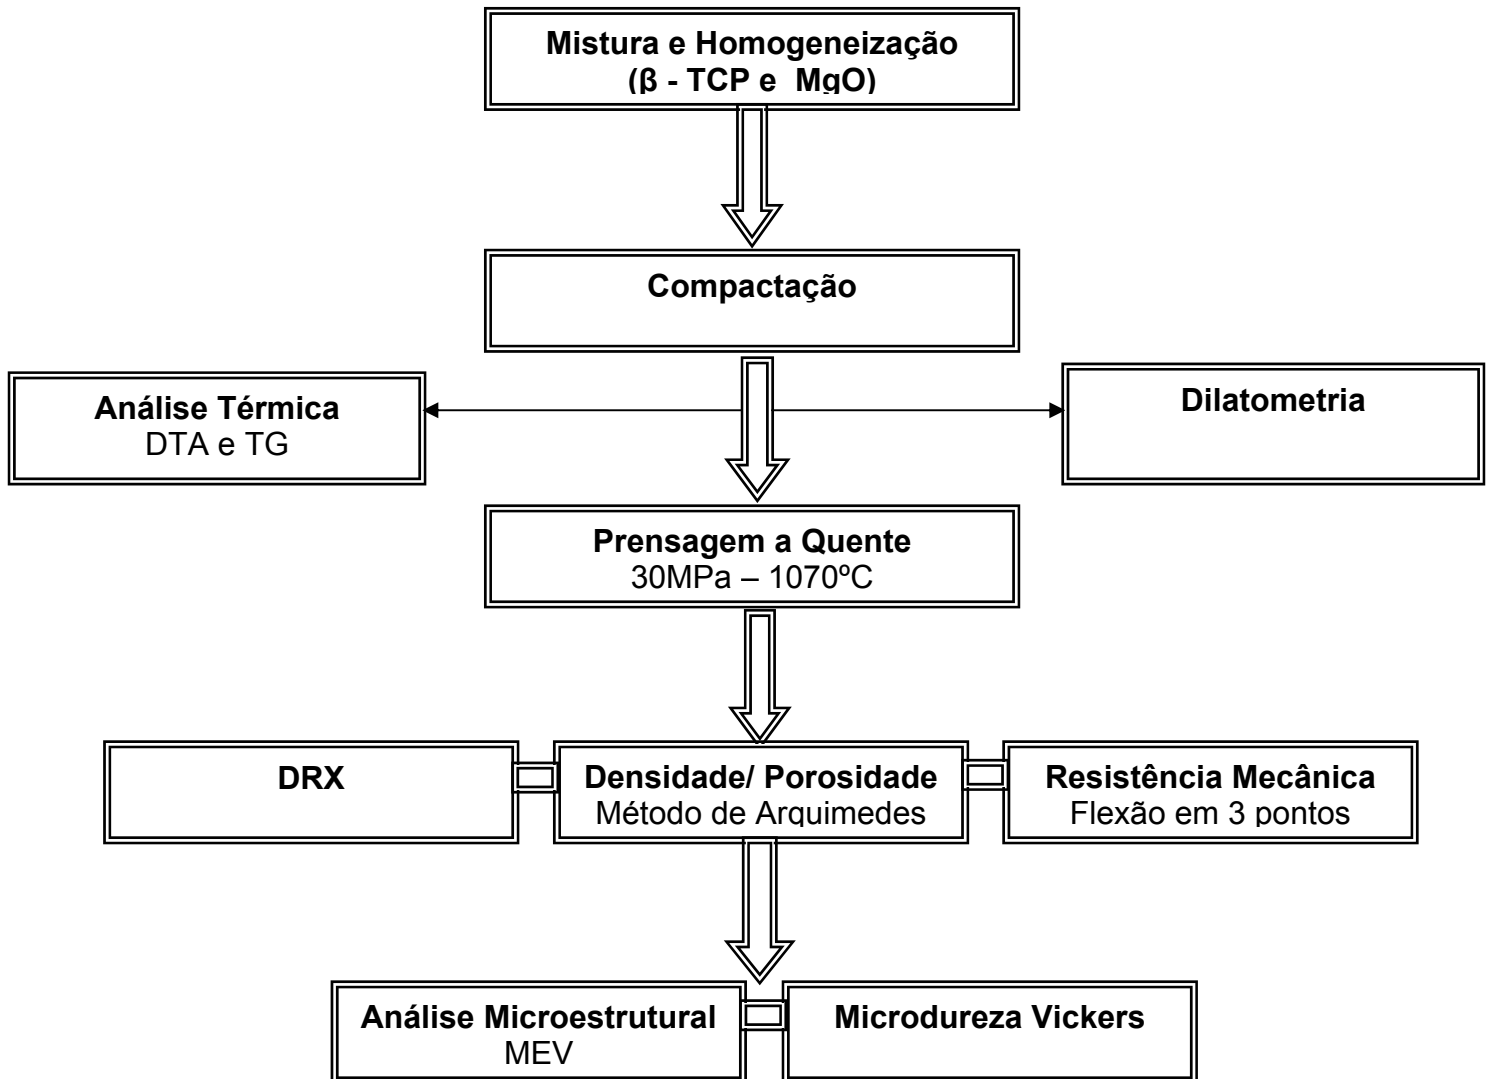 Mistura e Homogeneização
(β - TCP e MgO)
Compactação
Análise Térmica
DTA e TG
Dilatometria
Prensagem a Quente
30MPa – 1070ºC
DRX
Densidade/ Porosidade
Método de Arquimedes
Resistência Mecânica
Flexão em 3 pontos
Análise Microestrutural
MEV
Microdureza Vickers